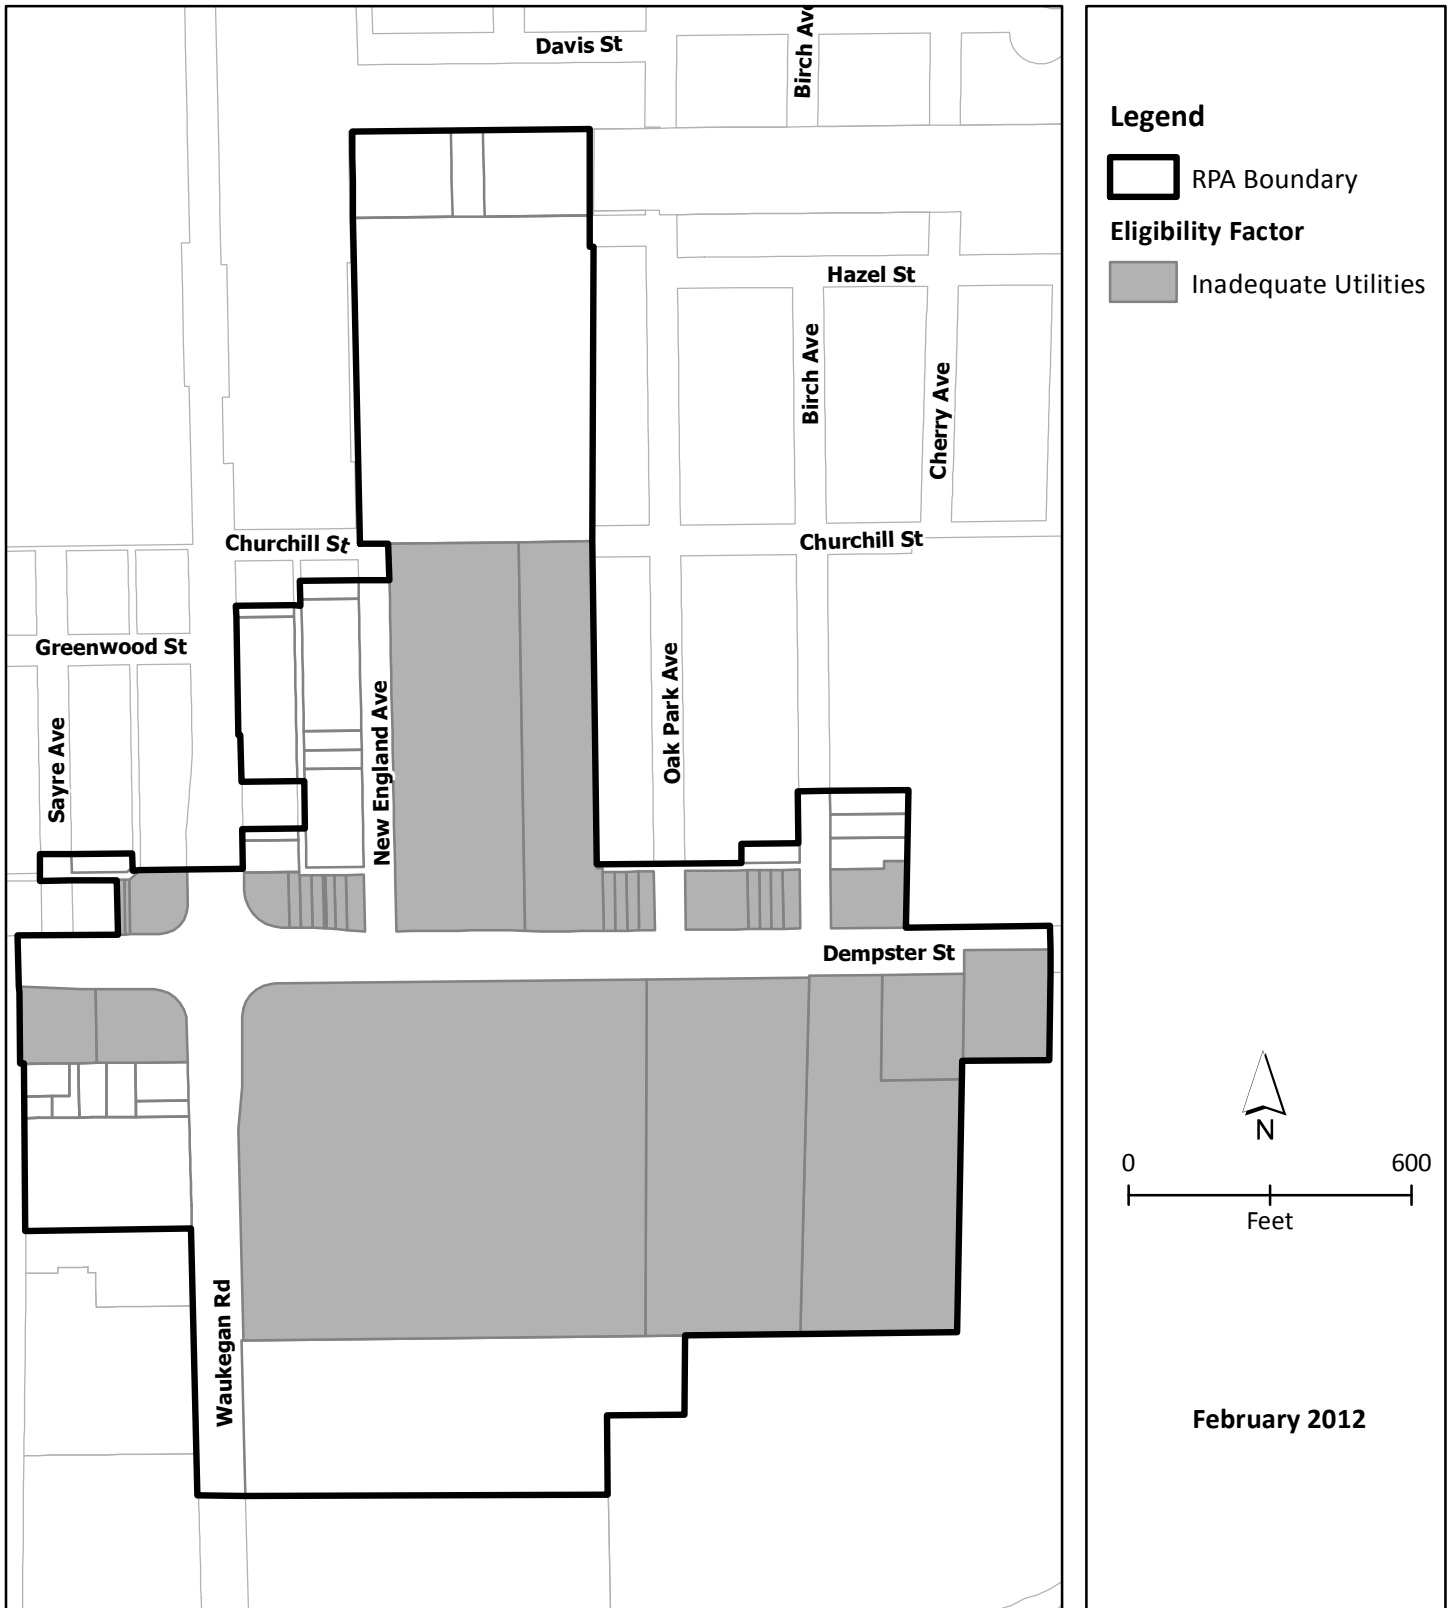 Davis St
Birch Ave
Hazel St
Birch Ave
Cherry Ave
Churchill St
Churchill St
Greenwood St
Sayre Ave
New England Ave
Oak Park Ave
Dempster St
Waukegan Rd
Legend
RPA Boundary
Eligibility Factor
Inadequate Utilities
N
0 600
Feet
February 2012